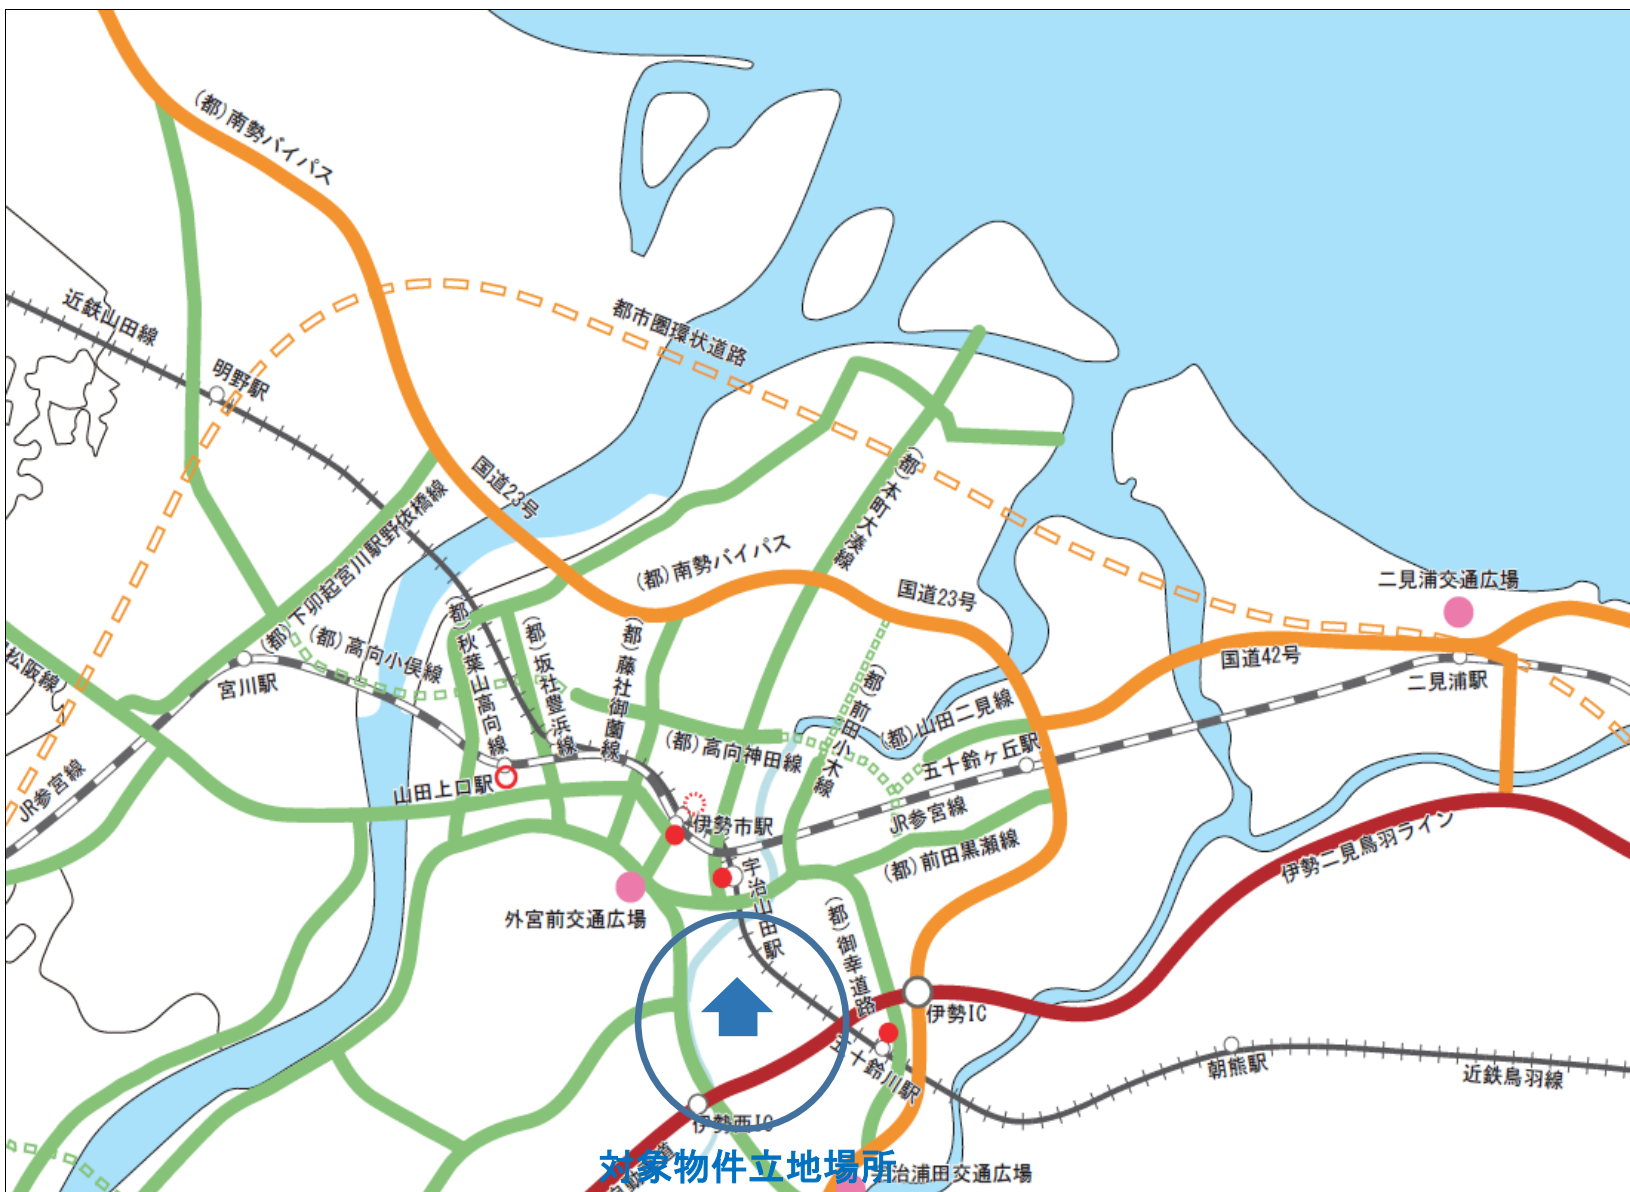 (都)南勢バイパス
近鉄山田線
明野駅
都市圏環状道路
国道23号
(都)下卯起宮川駅野依橋線
(都)本町大湊線
(都)南勢バイパス
国道23号
二見浦交通広場
国道42号
二見浦駅
松阪線
宮川駅
(都)高向小俣線
(都)秋葉山高向線
(都)坂社豊浜線
(都)藤社御薗線
(都)前田小木線
(都)山田二見線
(都)高向神田線
五十鈴ヶ丘駅
JR参宮線
山田上口駅
伊勢市駅
JR参宮線
(都)前田黒瀬線
伊勢二見鳥羽ライン
宇治山田駅
外宮前交通広場
(都)御幸道路
伊勢IC
五十鈴川駅
朝熊駅
近鉄鳥羽線
伊勢西IC
対象物件立地場所
治浦田交通広場